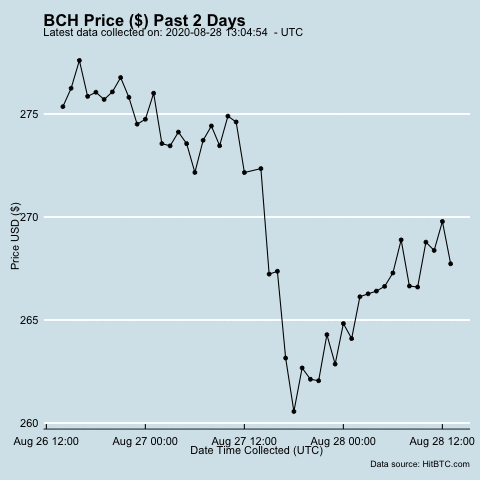 BCH Price ($) Past 2 Days
Latest data collected on: 2020-08-28 13:04:54 - UTC
275
270
265
260
Price USD ($)
Aug 26 12:00 Aug 27 00:00 Aug 27 12:00 Aug 28 00:00 Aug 28 12:00
Date Time Collected (UTC)
Data source: HitBTC.com